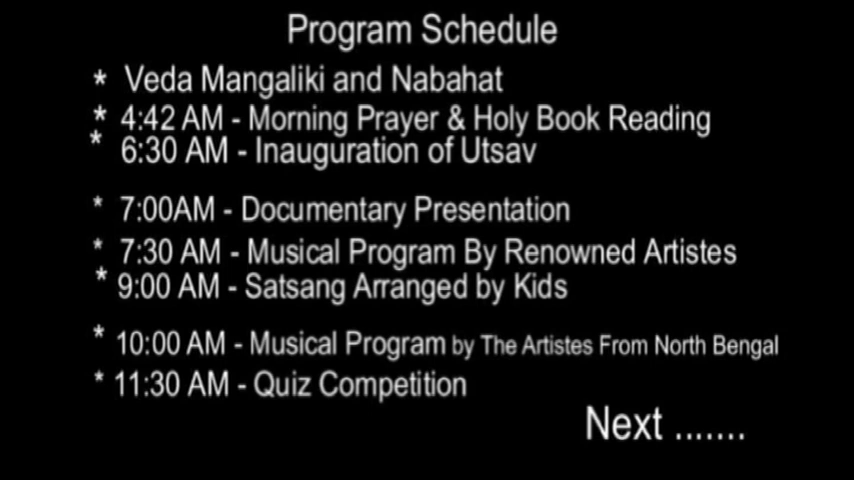 Program Schedule
* Veda Mangaliki and Nabahat
* 4:42 AM - Morning Prayer & Holy Book Reading
* 6:30 AM - Inauguration of Utsav
* 7:00AM - Documentary Presentation
* 7:30 AM - Musical Program By Renowned Artistes
* 9:00 AM - Satsang Arranged by Kids
* 10:00 AM - Musical Program by The Artistes From North Bengal
* 11:30 AM - Quiz Competition
Next .......